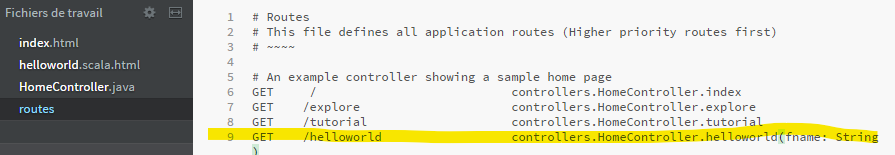 Fichiers de travail
index.html
helloworld.scala.html
HomeController.java
routes
1 # Routes
2 # This file defines all application routes (Higher priority routes first)
3 # ~~~~
4
5 # An example controller showing a sample home page
6 GET / controllers.HomeController.index
7 GET /explore controllers.HomeController.explore
8 GET /tutorial controllers.HomeController.tutorial
9 GET /helloworld controllers.HomeController.helloworld(fname: String
)